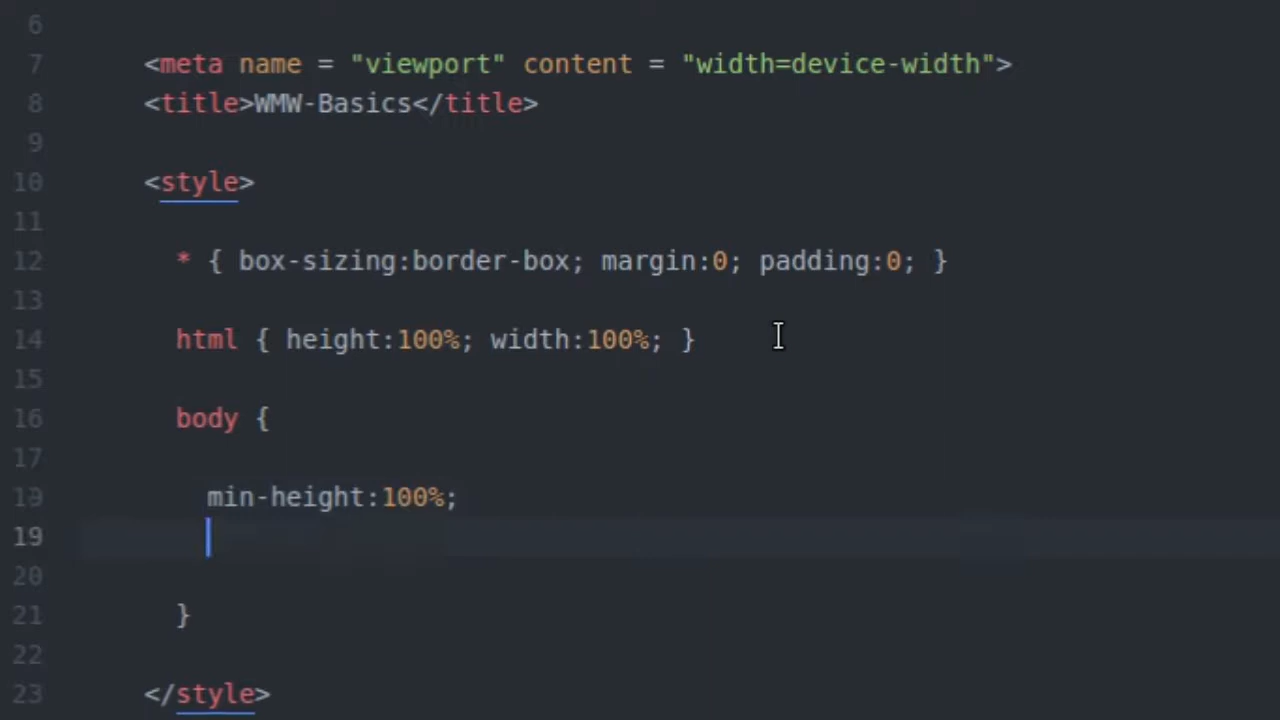 6
7 <meta name = "viewport" content = "width=device-width">
8 <title>WMW-Basics</title>
9
10 <style>
11
12 * { box-sizing:border-box; margin:0; padding:0; }
13
14 html { height:100%; width:100%; }
15
16 body {
17
min-height:100%;
19
20
21 }
22
23 </style>